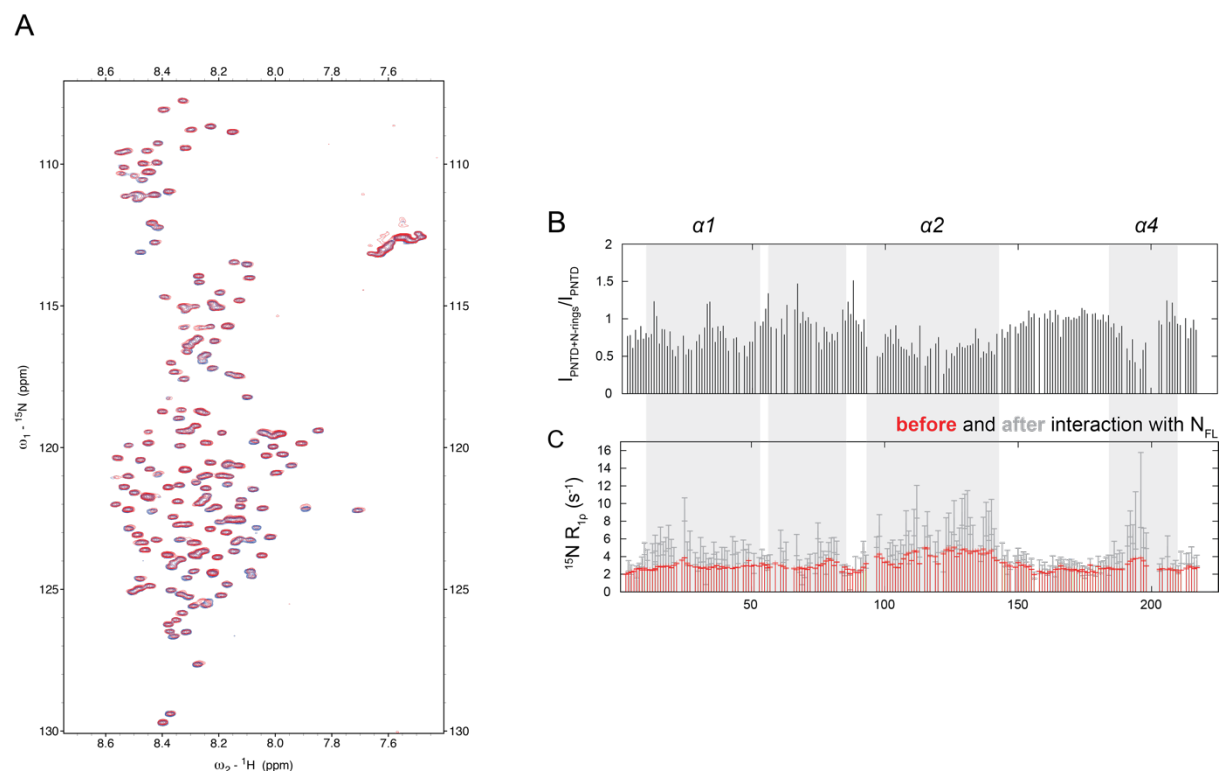 A
8.6 8.4 8.2 8.0 7.8 7.6
110
115
120
125
130
110
115
120
125
130
ω1 - 15N (ppm)
8.6 8.4 8.2 8.0 7.8 7.6
ω2 - 1H (ppm)
B
α1 α2 α4
2
1.5
1
0.5
0
IPNTD+N-rings/IPNTD
before and after interaction with NFL
C
16
14
12
10
8
6
4
2
0
15N R1ρ (s-1)
50 100 150 200